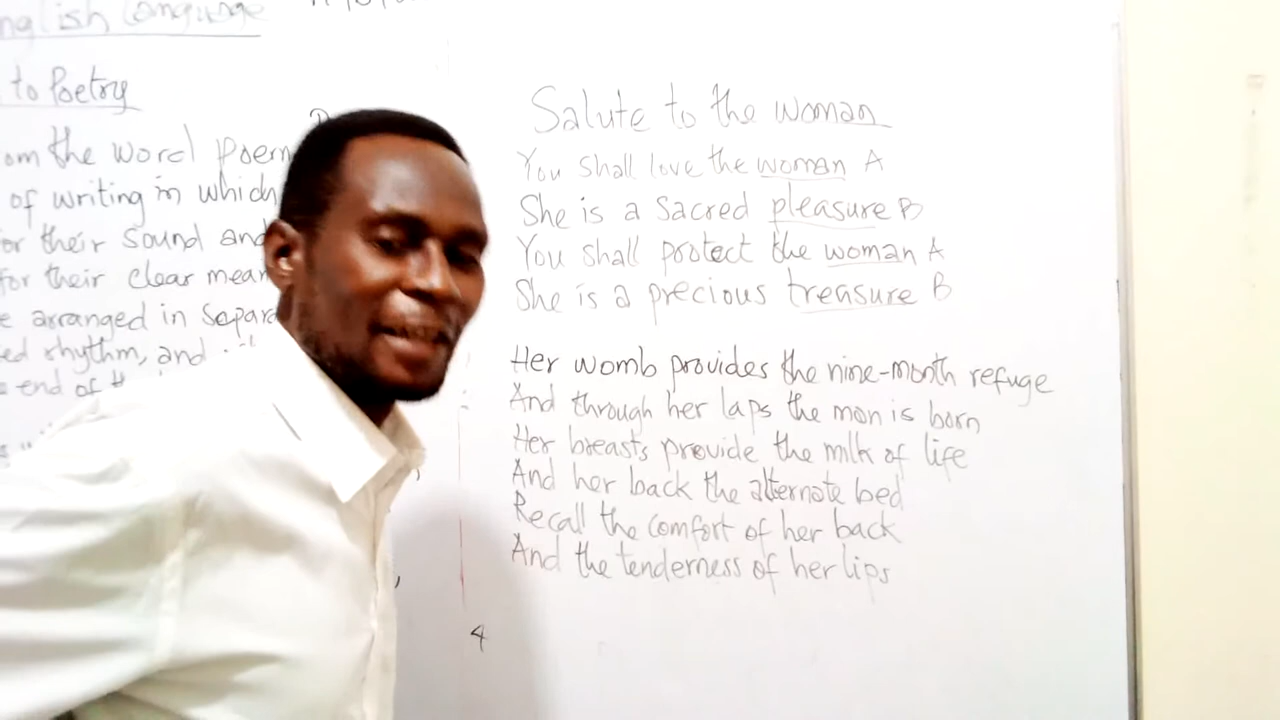 English Language
to Poetry
om the word poem
of writing in which
or their sound and
for their clear mean
e arranged in Separa
ed rhythm, and
e end of
Salute to the woman
You shall love the woman A
She is a sacred pleasure B
You shall protect the woman A
She is a precious treasure B
Her womb provides the nine-month refuge
And through her laps the man is born
Her breasts provide the milk of life
And her back the alternate bed
Recall the comfort of her back
And the tenderness of her lips
4